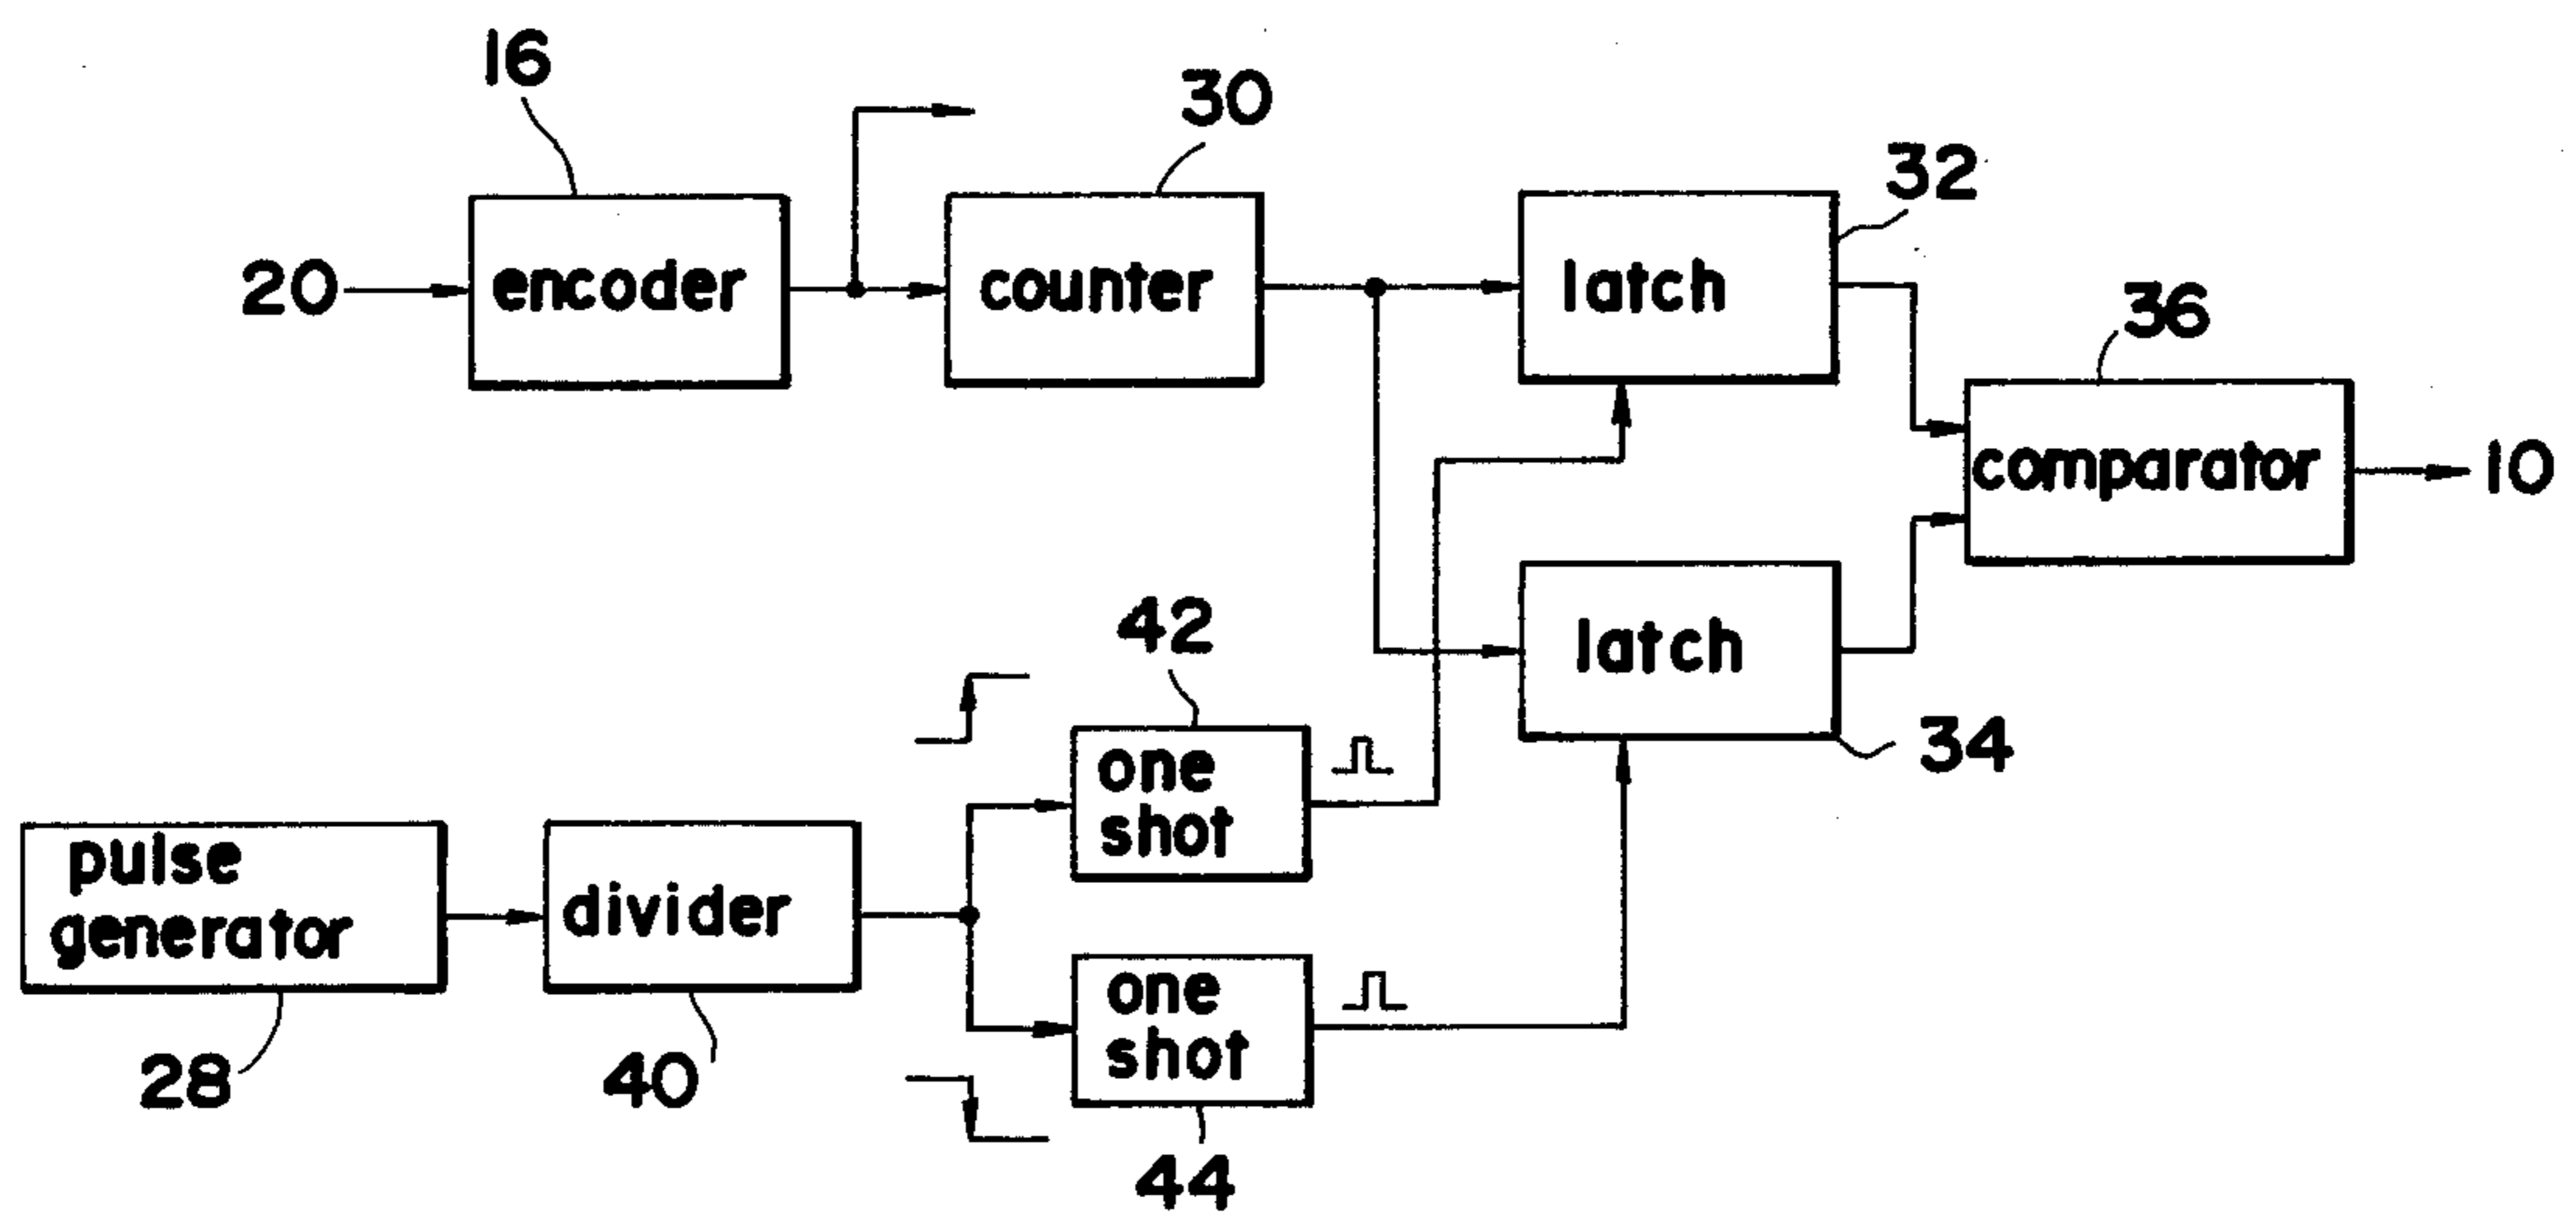 16
30
32
20
encoder
counter
latch
36
comparator
10
42
latch
34
one
shot
pulse
generator
divider
one
shot
28
40
44